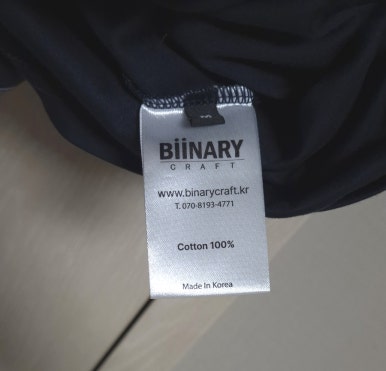 BiiNARY
CRAFT
www.binarycraft.kr
T. 070-8193-4771
Cotton 100%
Made In Korea